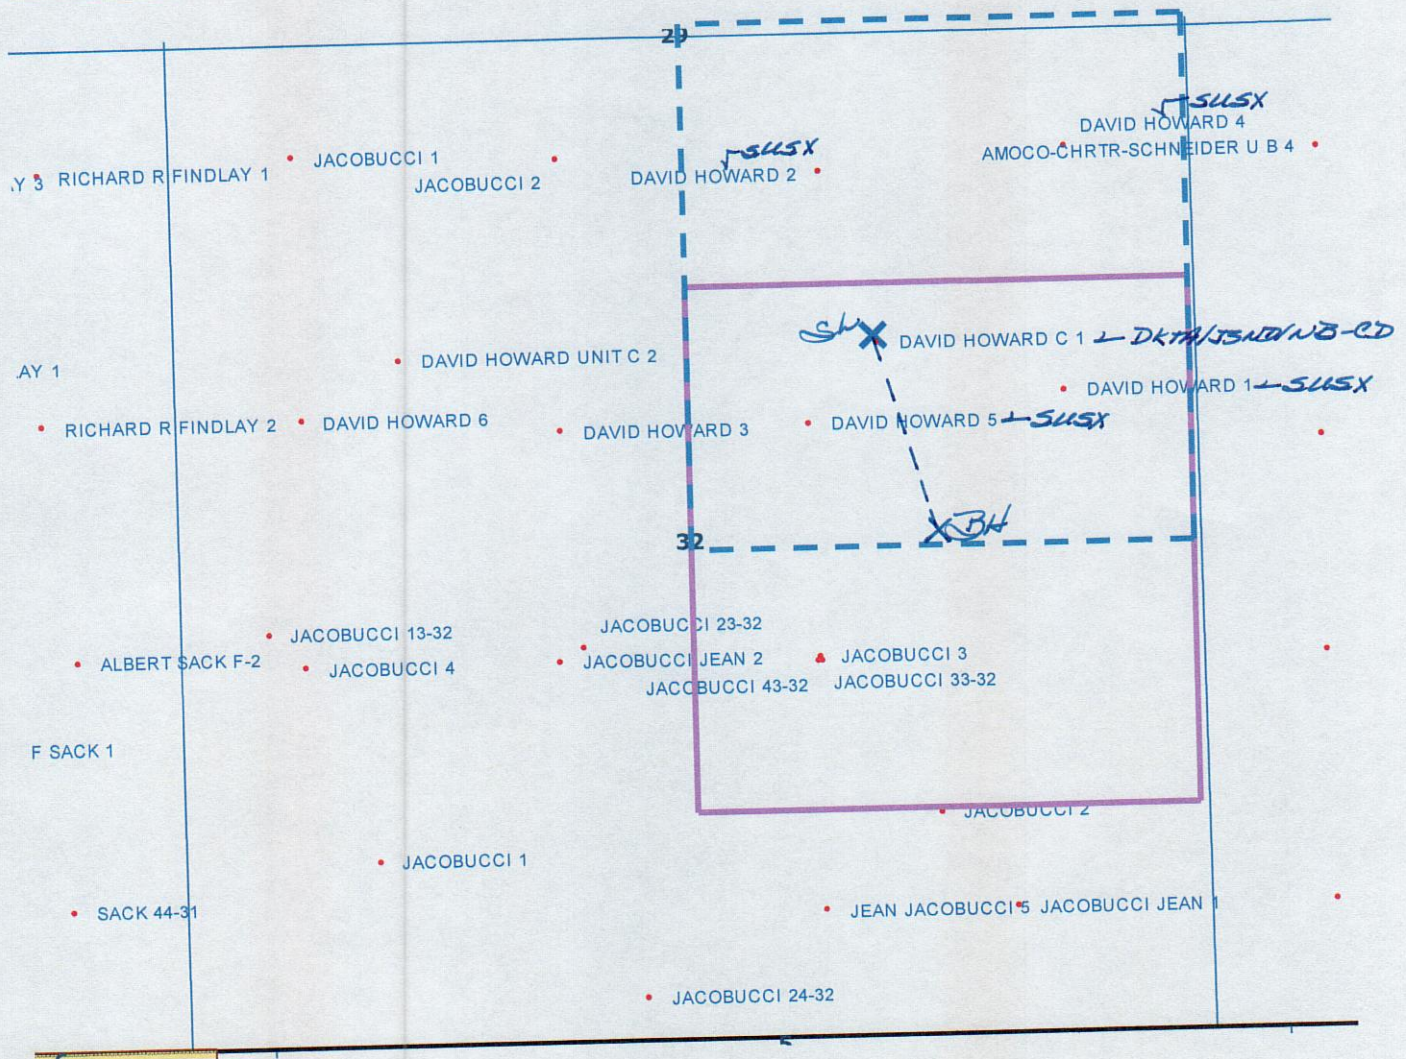 29
SUSX
DAVID HOWARD 4
SUSX
JACOBUCCI 1
AMOCO-CHRTR-SCHNEIDER U B 4
Y 3 RICHARD R FINDLAY 1
JACOBUCCI 2
DAVID HOWARD 2
DAVID HOWARD C 1
DAVID HOWARD UNIT C 2
AY 1
DAVID HOWARD 1 SUSX
RICHARD R FINDLAY 2
DAVID HOWARD 6
DAVID HOWARD 3
DAVID HOWARD 5 SUSX
BH
32
JACOBUCCI 23-32
JACOBUCCI 13-32
ALBERT SACK F-2
JACOBUCCI 4
JACOBUCCI JEAN 2
JACOBUCCI 3
JACOBUCCI 43-32
JACOBUCCI 33-32
F SACK 1
JACOBUCCI 2
JACOBUCCI 1
SACK 44-31
JEAN JACOBUCCI 5 JACOBUCCI JEAN 1
JACOBUCCI 24-32